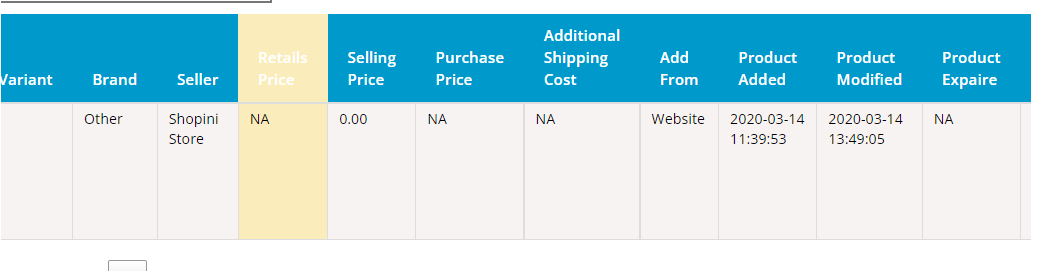 Variant Brand Seller Retails Price Selling Price Purchase Price Additional Shipping Cost Add From Product Added Product Modified Product Expaire
Other Shopini Store NA 0.00 NA NA Website 2020-03-14 11:39:53 2020-03-14 13:49:05 NA